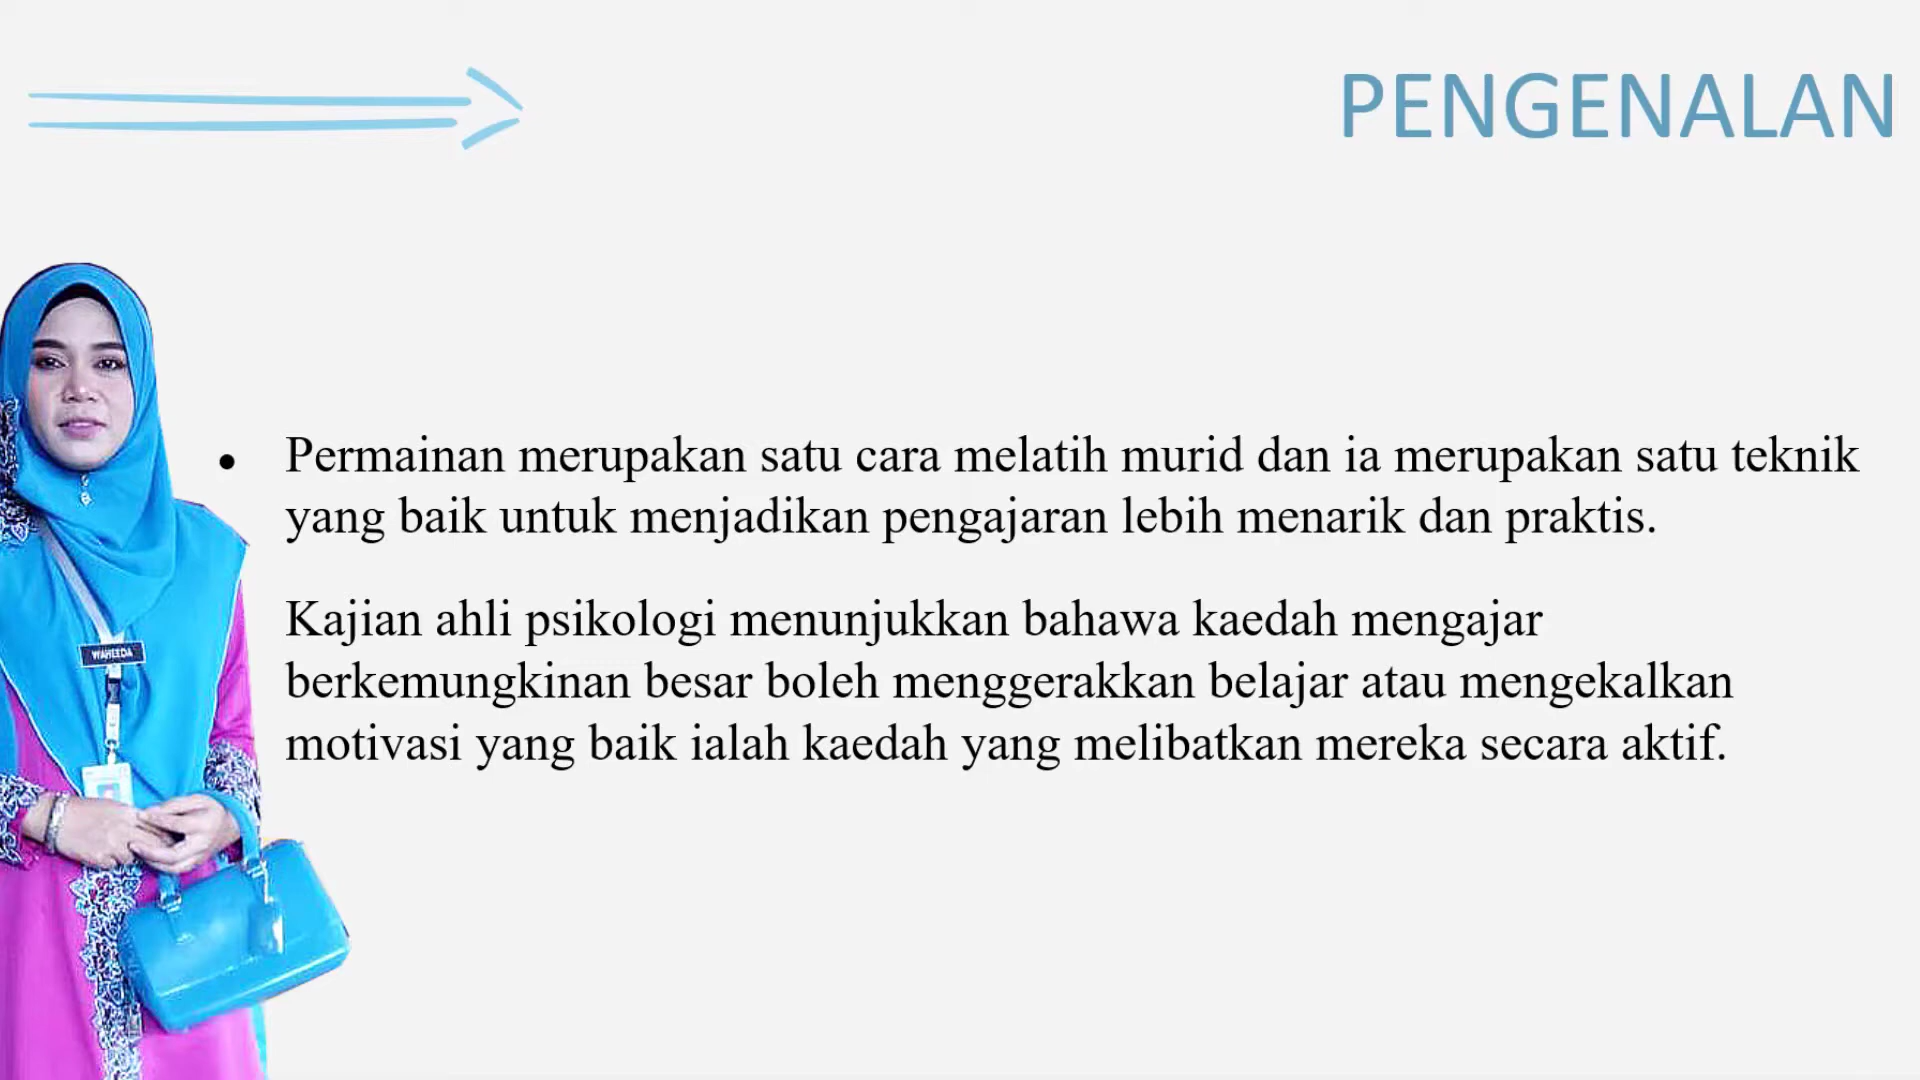 PENGENALAN
• Permainan merupakan satu cara melatih murid dan ia merupakan satu teknik
yang baik untuk menjadikan pengajaran lebih menarik dan praktis.
Kajian ahli psikologi menunjukkan bahawa kaedah mengajar
berkemungkinan besar boleh menggerakkan belajar atau mengekalkan
motivasi yang baik ialah kaedah yang melibatkan mereka secara aktif.
WAHEEDA